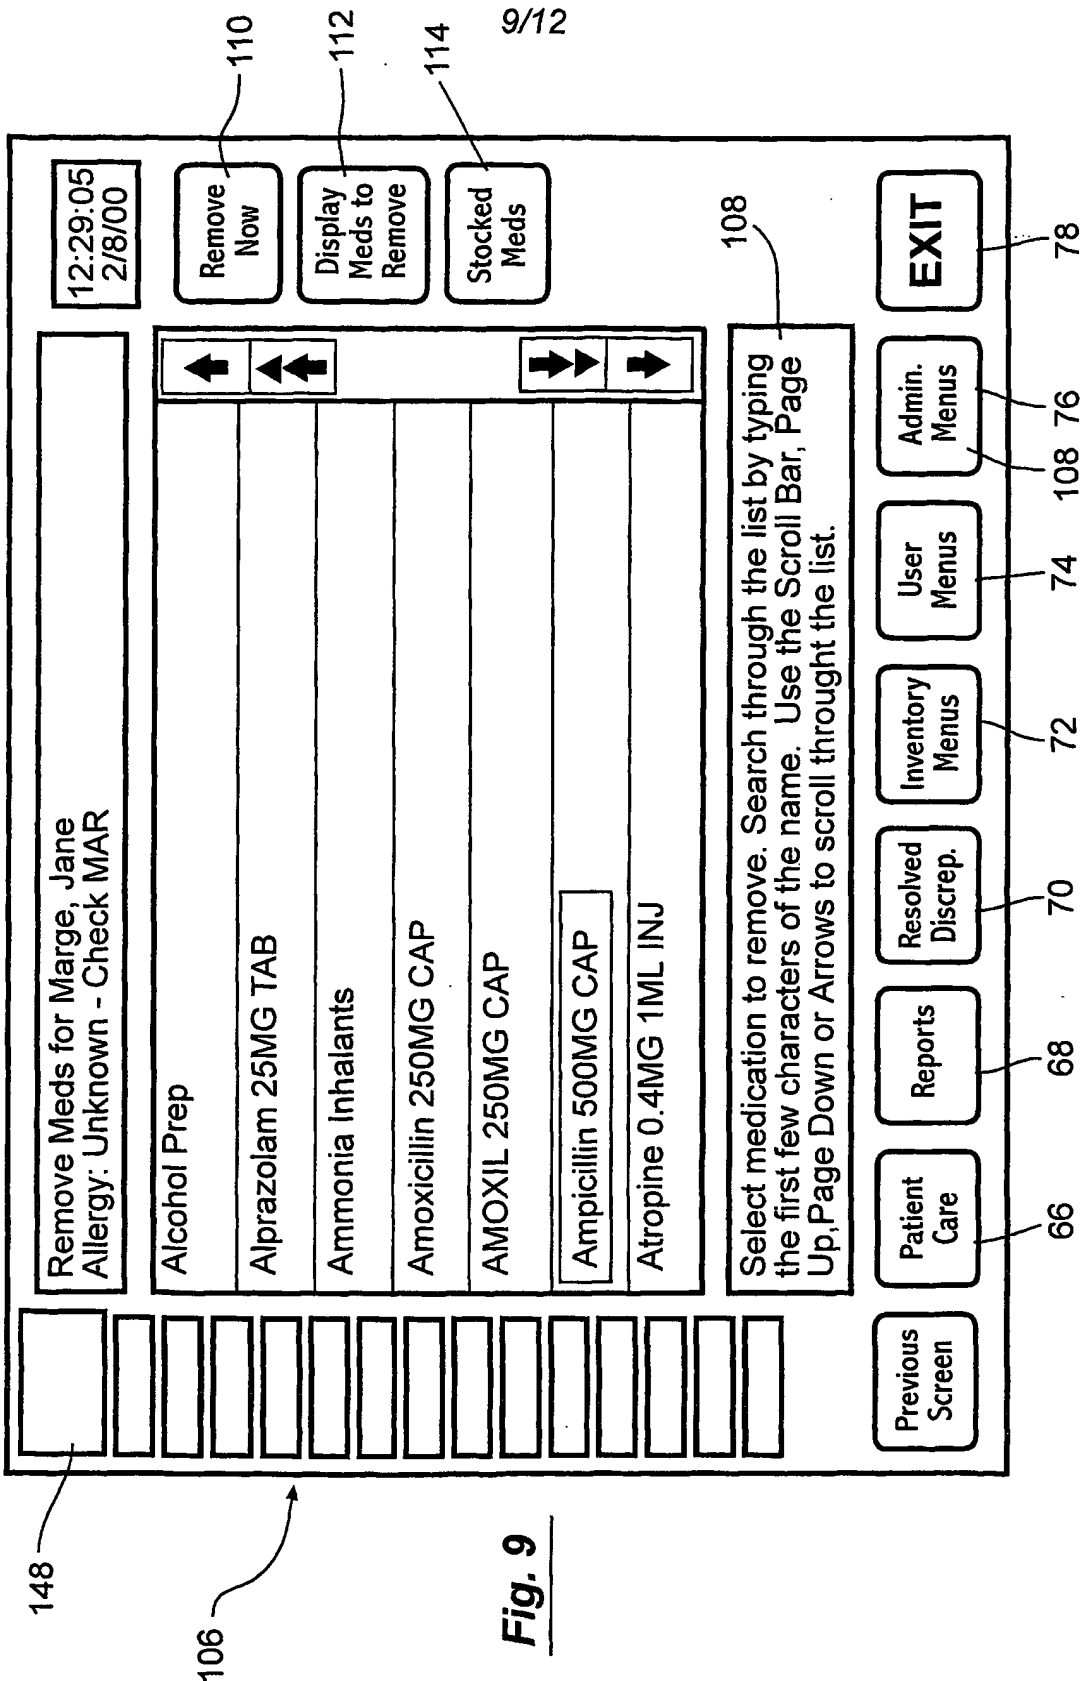 9/12
148
106
Remove Meds for Marge, Jane
Allergy: Unknown - Check MAR
12:29:05
2/8/00
Alcohol Prep
Alprazolam 25MG TAB
Ammonia Inhalants
Amoxicillin 250MG CAP
AMOXIL 250MG CAP
Ampicillin 500MG CAP
Atropine 0.4MG 1ML INJ
Remove
Now
110
Display
Meds to
Remove
112
Stocked
Meds
114
Select medication to remove. Search through the list by typing
the first few characters of the name. Use the Scroll Bar, Page
Up,Page Down or Arrows to scroll throught the list.
108
Previous
Screen
Patient
Care
Reports
Resolved
Discrep.
Inventory
Menus
User
Menus
Admin.
Menus
EXIT
66
68
70
72
74
108
76
78
Fig. 9